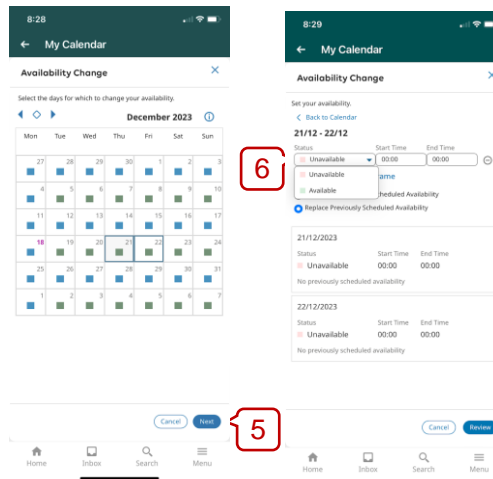 8:28
← My Calendar
Availability Change ×
Select the days for which to change your availability.
December 2023
Mon Tue Wed Thu Fri Sat Sun
27 28 29 30 1 2 3
4 5 6 7 8 9 10
11 12 13 14 15 16 17
18 19 20 21 22 23 24
25 26 27 28 29 30 31
1 2 3 4 5 6 7
Cancel Next
5
Home Inbox Search Menu
8:29
← My Calendar
Availability Change ×
Set your availability.
Back to Calendar
21/12 - 22/12
Status Start Time End Time
6
Unavailable 00:00 00:00
Unavailable
Available
Availability
Replace Previously Scheduled Availability
21/12/2023
Status Start Time End Time
Unavailable 00:00 00:00
No previously scheduled availability
22/12/2023
Status Start Time End Time
Unavailable 00:00 00:00
No previously scheduled availability
Cancel Review
Home Inbox Search Menu